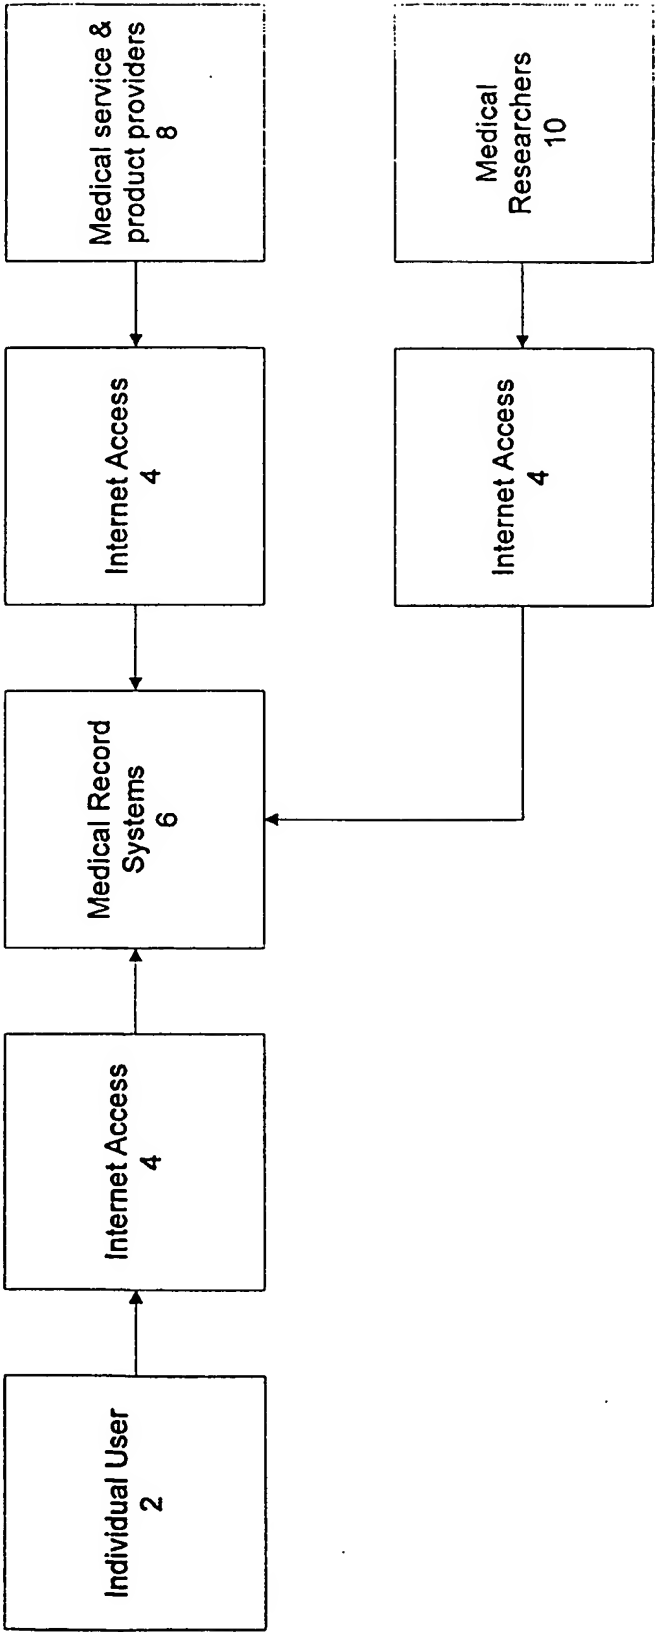 Individual User
2
Internet Access
4
Medical Record
Systems
6
Internet Access
4
Medical service &
product providers
8
Internet Access
4
Medical
Researchers
10